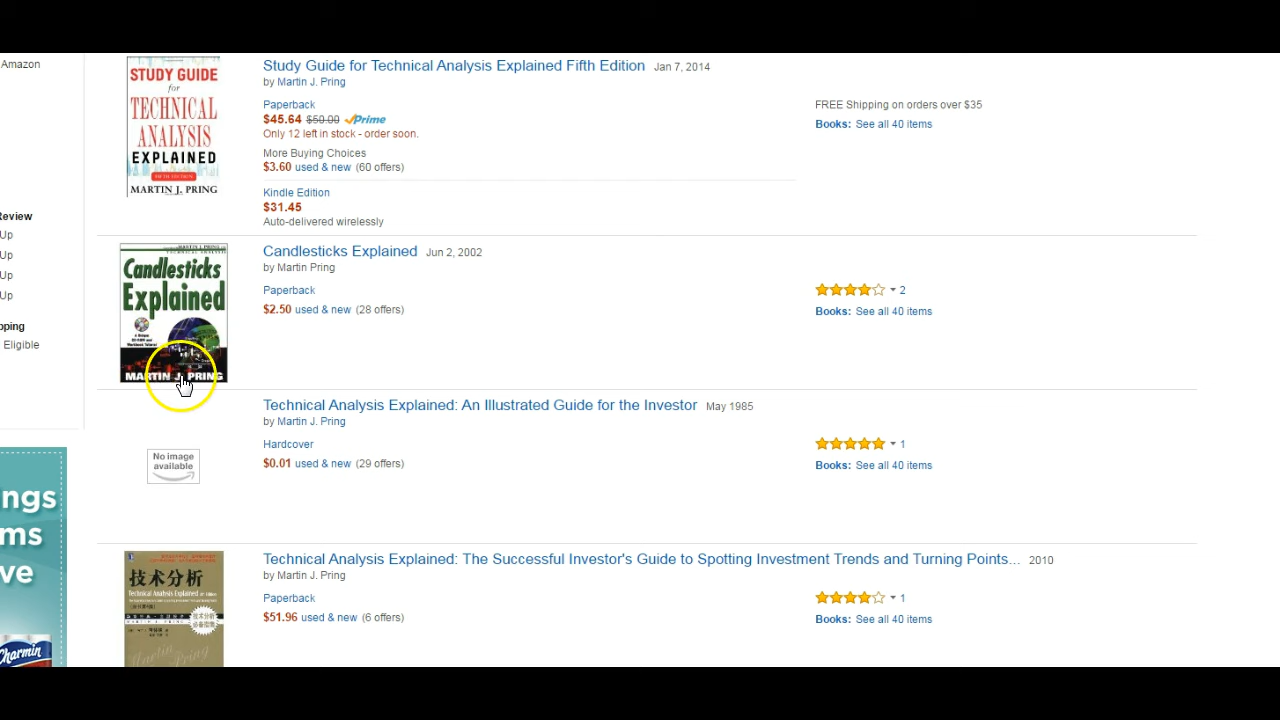 Amazon
Review
Up
Up
Up
Up
Eligible
STUDY GUIDE
for
TECHNICAL
ANALYSIS
EXPLAINED
FIFTH EDITION
MARTIN J. PRING
Study Guide for Technical Analysis Explained Fifth Edition Jan 7, 2014
by Martin J. Pring
Paperback
$45.64 $50.00 Prime
Only 12 left in stock - order soon.
More Buying Choices
$3.60 used & new (60 offers)
Kindle Edition
$31.45
Auto-delivered wirelessly
FREE Shipping on orders over $35
Books: See all 40 items
Candlesticks
Explained
MARTIN J. PRING
Candlesticks Explained Jun 2, 2002
by Martin Pring
Paperback
$2.50 used & new (28 offers)
2
Books: See all 40 items
No image
available
Technical Analysis Explained: An Illustrated Guide for the Investor May 1985
by Martin J. Pring
Hardcover
$0.01 used & new (29 offers)
1
Books: See all 40 items
技术分析
Technical Analysis Explained
Martin
Pring
Technical Analysis Explained: The Successful Investor's Guide to Spotting Investment Trends and Turning Points... 2010
by Martin J. Pring
Paperback
$51.96 used & new (6 offers)
1
Books: See all 40 items
Charmin